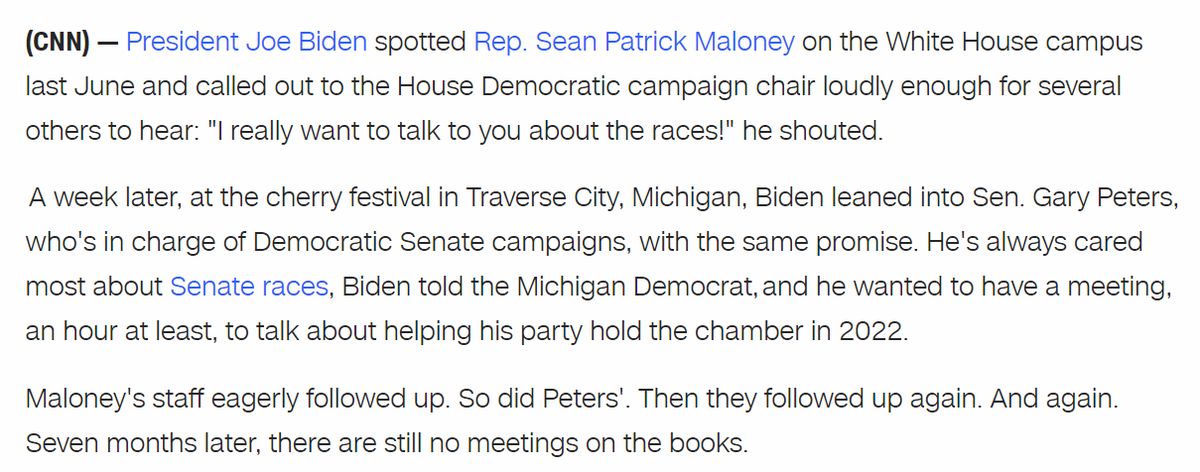 (CNN) — President Joe Biden spotted Rep. Sean Patrick Maloney on the White House campus
last June and called out to the House Democratic campaign chair loudly enough for several
others to hear: "I really want to talk to you about the races!" he shouted.
A week later, at the cherry festival in Traverse City, Michigan, Biden leaned into Sen. Gary Peters,
who's in charge of Democratic Senate campaigns, with the same promise. He's always cared
most about Senate races, Biden told the Michigan Democrat, and he wanted to have a meeting,
an hour at least, to talk about helping his party hold the chamber in 2022.
Maloney's staff eagerly followed up. So did Peters'. Then they followed up again. And again.
Seven months later, there are still no meetings on the books.